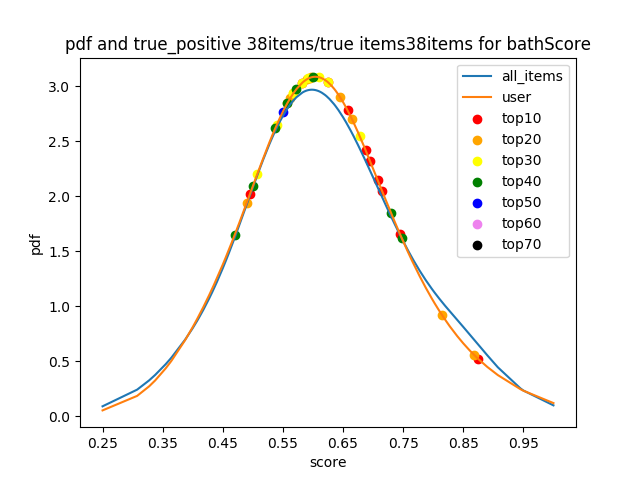 pdf and true_positive 38items/true items38items for bathScore
all_items
user
top10
top20
top30
top40
top50
top60
top70
3.0
2.5
2.0
1.5
1.0
0.5
0.0
pdf
0.25 0.35 0.45 0.55 0.65 0.75 0.85 0.95
score